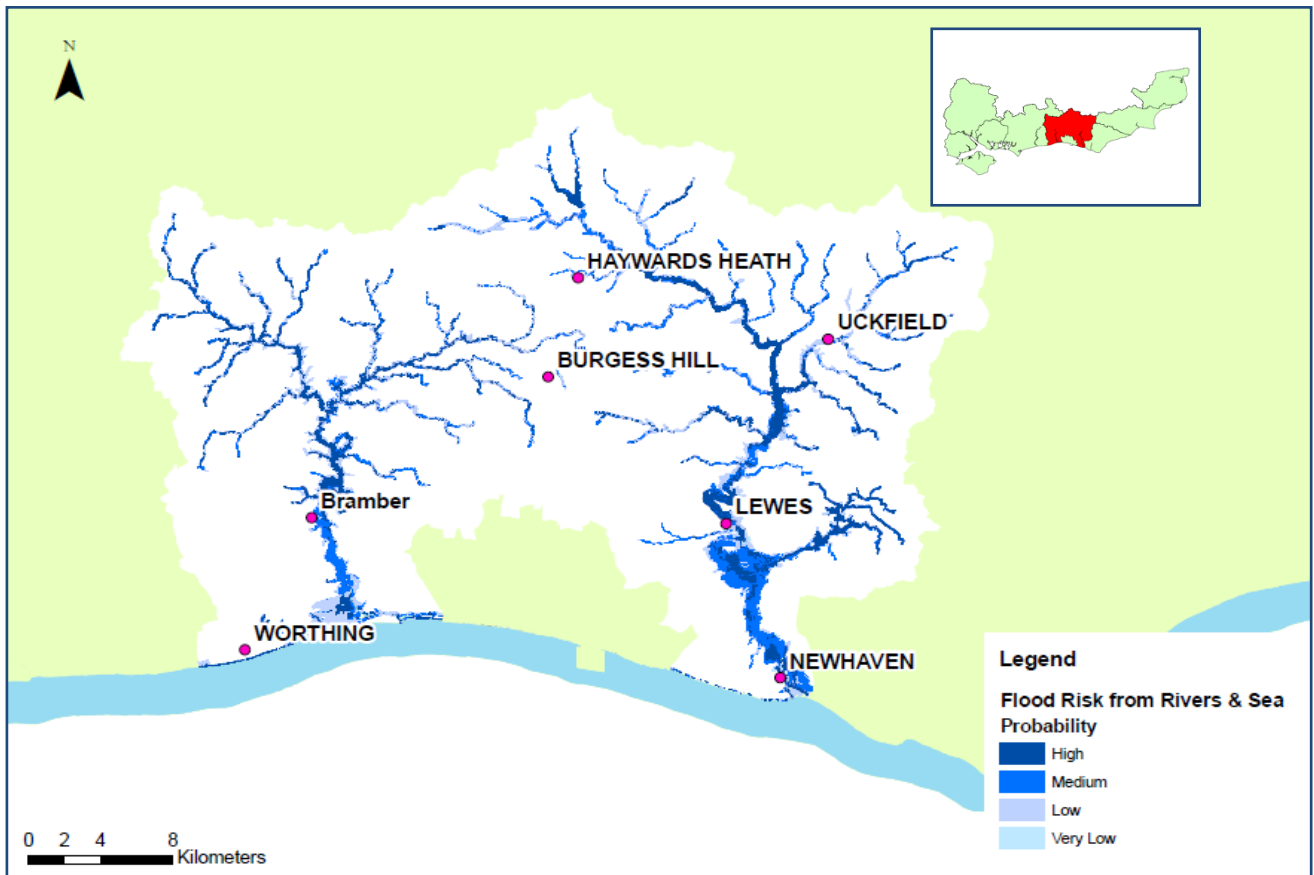 N
HAYWARDS HEATH
UCKFIELD
BURGESS HILL
Bramber
LEWES
WORTHING
NEWHAVEN
Legend
Flood Risk from Rivers & Sea
Probability
High
Medium
Low
Very Low
0 2 4 8
Kilometers